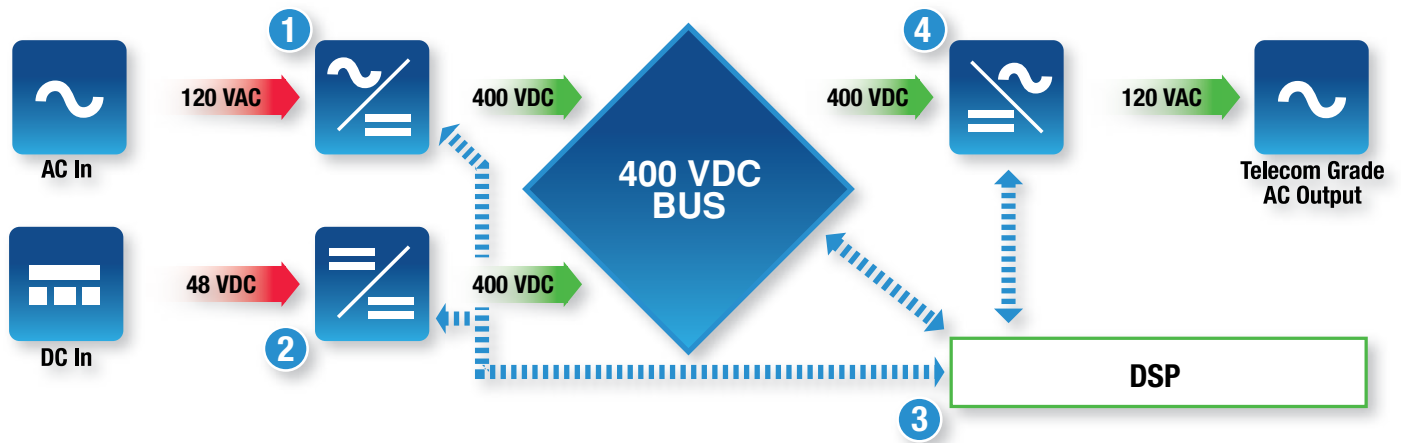 1
4
120 VAC
400 VDC
400 VDC
120 VAC
AC In
400 VDC
BUS
Telecom Grade
AC Output
48 VDC
400 VDC
2
DC In
DSP
3